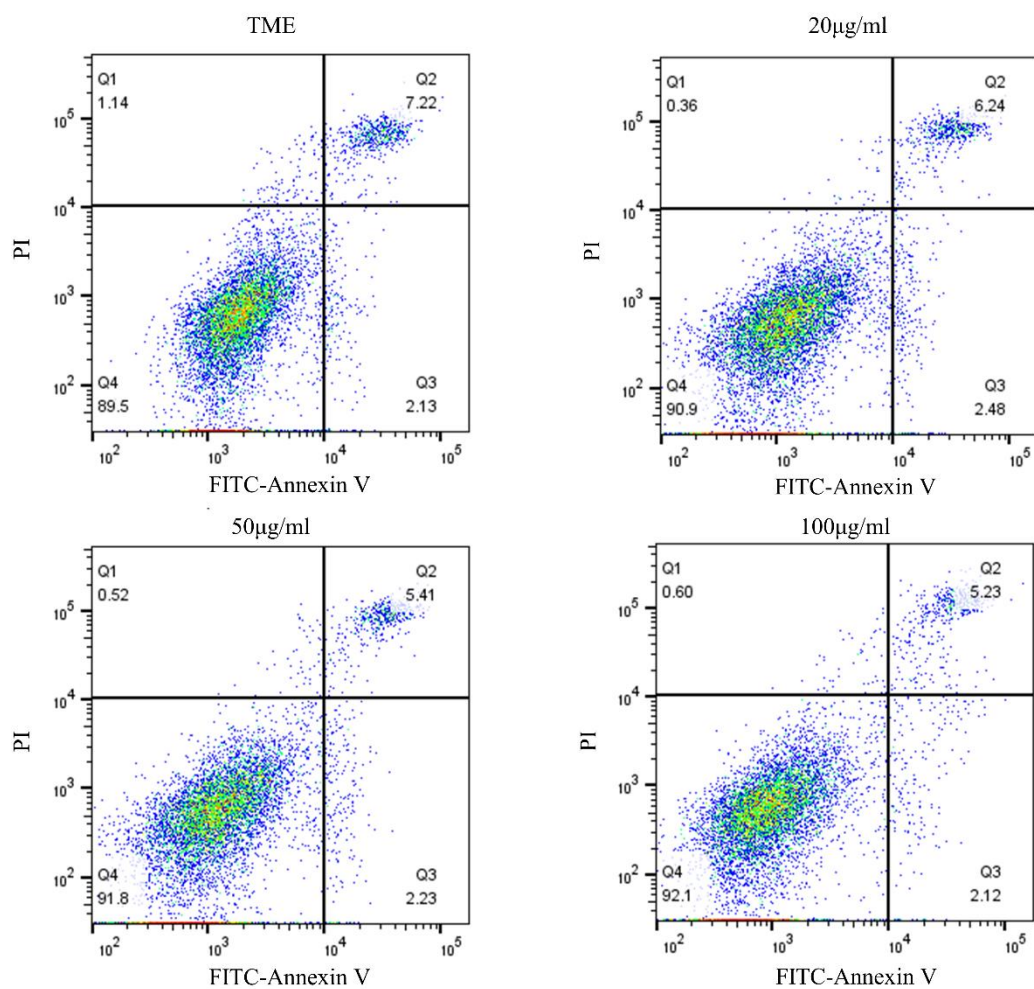 TME
Q1
1.14
Q2
7.22
10^5
10^4
PI
10^3
10^2
Q4
89.5
Q3
2.13
10^2 10^3 10^4 10^5
FITC-Annexin V
20μg/ml
Q1
0.36
Q2
6.24
10^5
10^4
PI
10^3
10^2
Q4
90.9
Q3
2.48
10^2 10^3 10^4 10^5
FITC-Annexin V
50μg/ml
Q1
0.52
Q2
5.41
10^5
10^4
PI
10^3
10^2
Q4
91.8
Q3
2.23
10^2 10^3 10^4 10^5
FITC-Annexin V
100μg/ml
Q1
0.60
Q2
5.23
10^5
10^4
PI
10^3
10^2
Q4
92.1
Q3
2.12
10^2 10^3 10^4 10^5
FITC-Annexin V